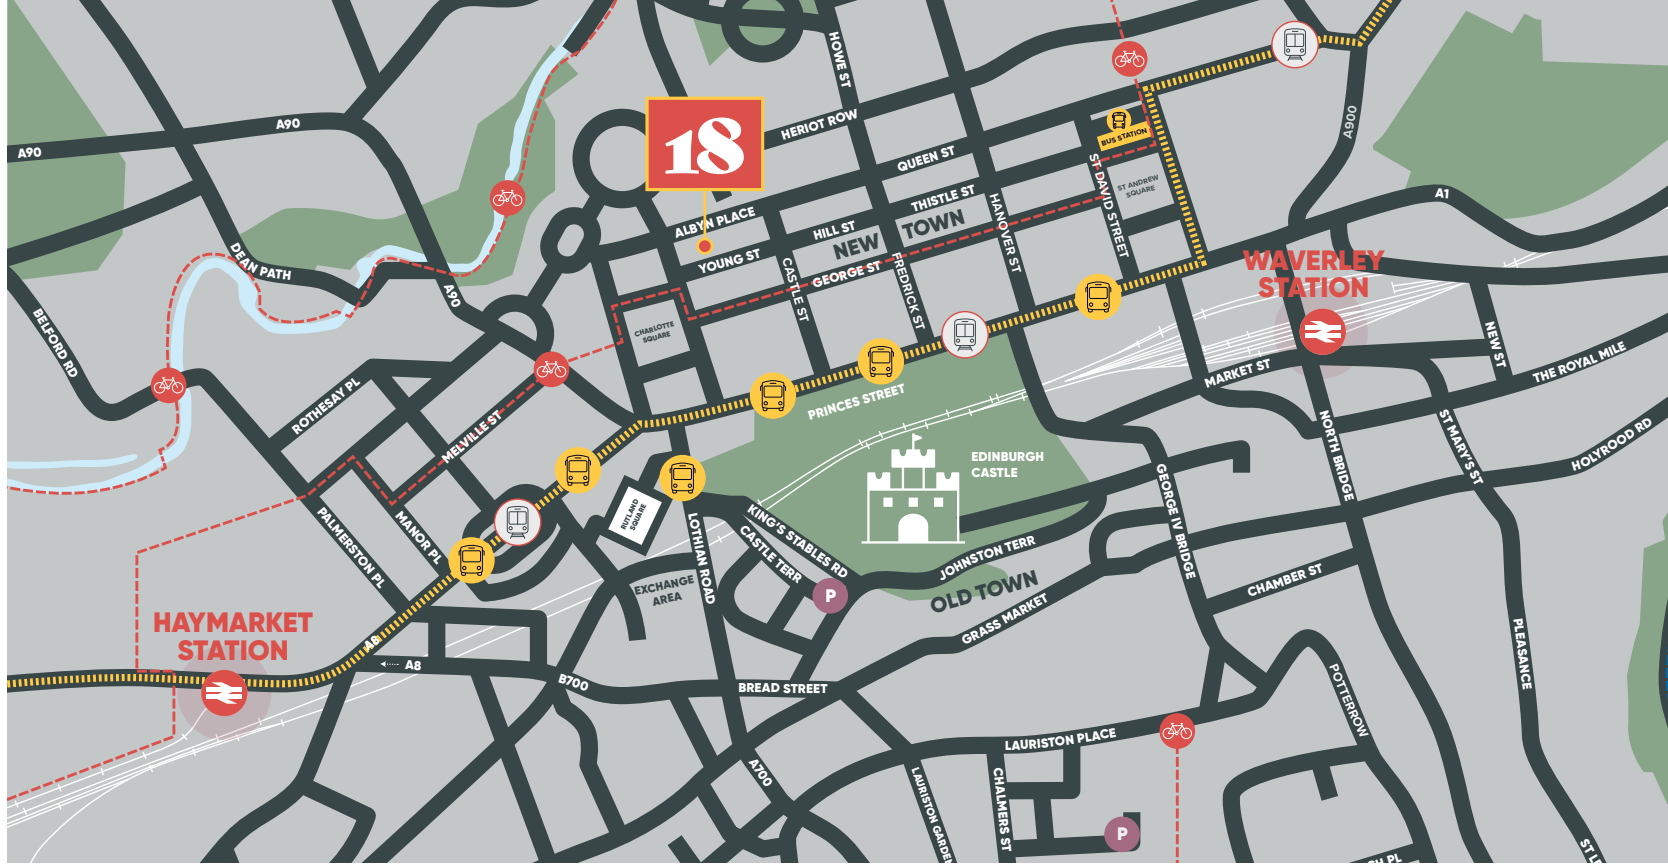 HOWE ST
A90
A90
HERIOT ROW
18
BUS STATION
A900
QUEEN ST
ST DAVID STREET
ST ANDREW
SQUARE
THISTLE ST
A1
HANOVER ST
ALBYN PLACE
HILL ST
NEW TOWN
DEAN PATH
YOUNG ST
GEORGE ST
CASTLE ST
FREDRICK ST
WAVERLEY
STATION
A90
BELFORD RD
CHARLOTTE
SQUARE
NEW ST
MARKET ST
THE ROYAL MILE
PRINCES STREET
ROTHESAY PL
MELVILLE ST
EDINBURGH
CASTLE
NORTH BRIDGE
ST MARY'S ST
HOLYROOD RD
GEORGE IV BRIDGE
RUTLAND
SQUARE
PALMERSTON PL
MANOR PL
LOTHIAN ROAD
KING'S STABLES RD
CASTLE TERR
JOHNSTON TERR
EXCHANGE
AREA
P
OLD TOWN
CHAMBER ST
GRASS MARKET
HAYMARKET
STATION
A8
A8
B700
BREAD STREET
PLEASANCE
POTTERROW
LAURISTON PLACE
A700
LAURISTON GARDEN
CHALMERS ST
P